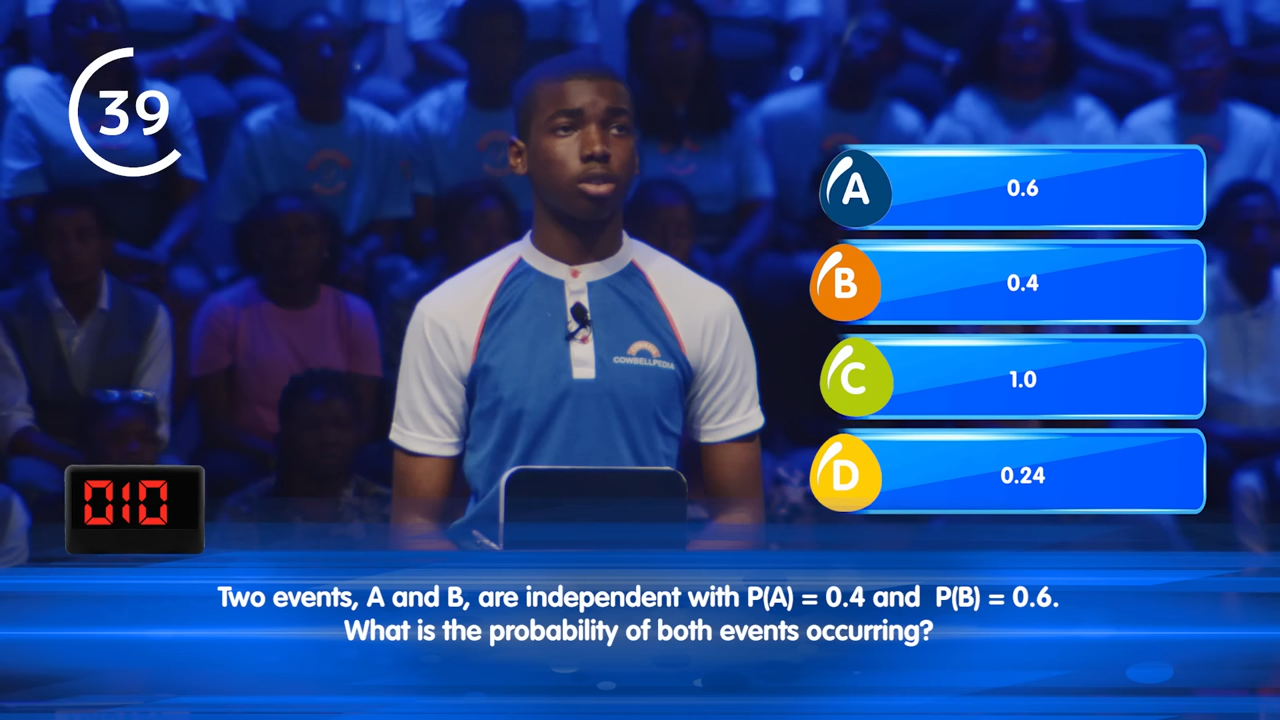 39
A 0.6
B 0.4
C 1.0
D 0.24
COWBELLPEDIA
010
Two events, A and B, are independent with P(A) = 0.4 and P(B) = 0.6.
What is the probability of both events occurring?